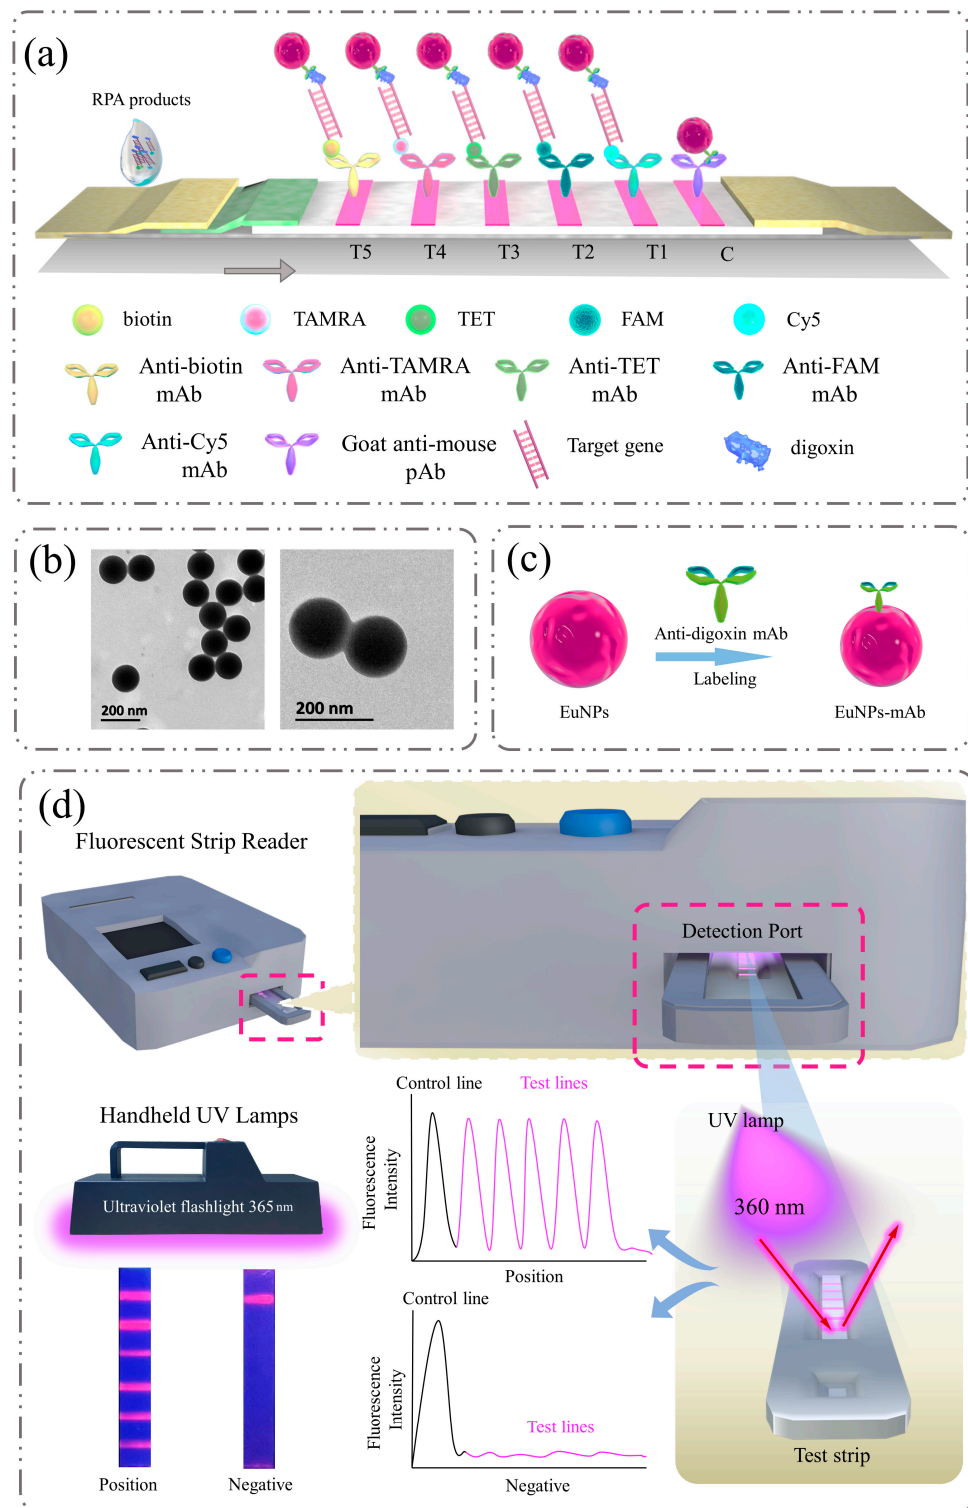 (a)
RPA products
T5 T4 T3 T2 T1 C
biotin TAMRA TET FAM Cy5
Anti-biotin
mAb
Anti-TAMRA
mAb
Anti-TET
mAb
Anti-FAM
mAb
Anti-Cy5
mAb
Goat anti-mouse
pAb
Target gene
digoxin
(b)
200 nm
200 nm
(c)
Anti-digoxin mAb
Labeling
EuNPs
EuNPs-mAb
(d)
Fluorescent Strip Reader
Detection Port
Handheld UV Lamps
Ultraviolet flashlight 365nm
Position
Negative
Control line
Test lines
Fluorescence
Intensity
Position
Control line
Test lines
Fluorescence
Intensity
Negative
UV lamp
360 nm
Test strip